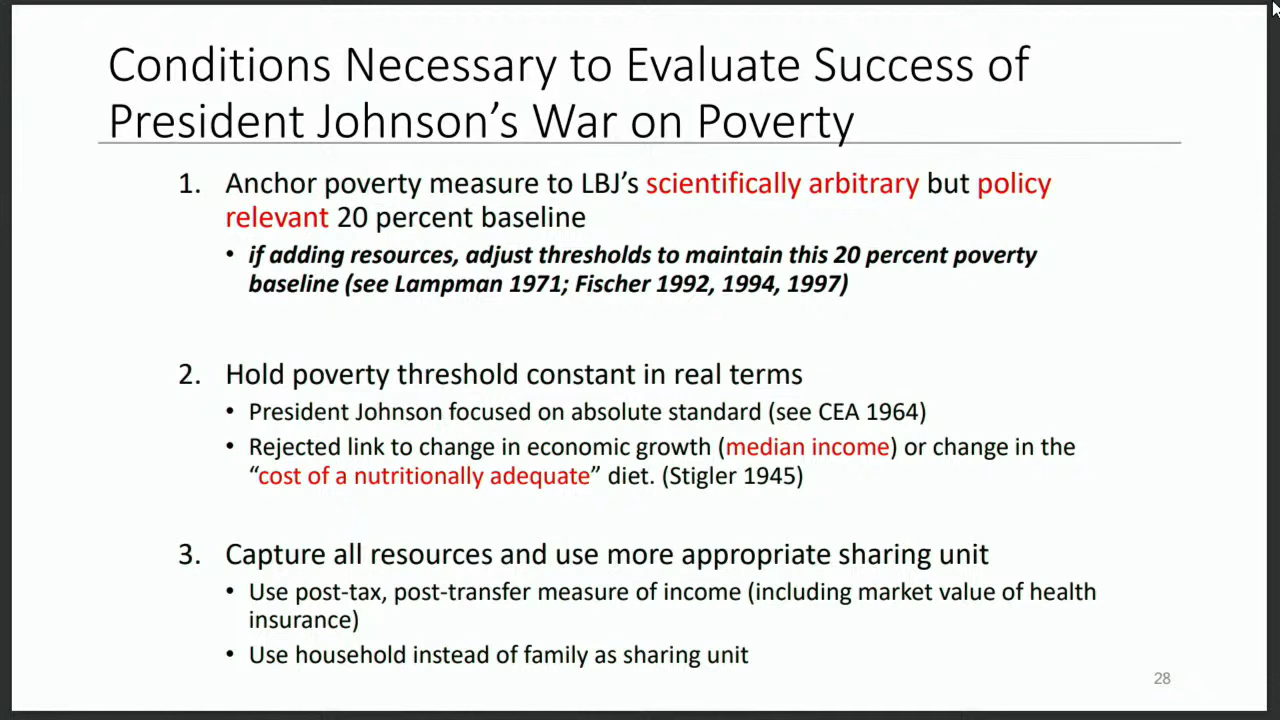 Conditions Necessary to Evaluate Success of
President Johnson’s War on Poverty
1. Anchor poverty measure to LBJ’s scientifically arbitrary but policy
relevant 20 percent baseline
• if adding resources, adjust thresholds to maintain this 20 percent poverty
baseline (see Lampman 1971; Fischer 1992, 1994, 1997)
2. Hold poverty threshold constant in real terms
• President Johnson focused on absolute standard (see CEA 1964)
• Rejected link to change in economic growth (median income) or change in the
“cost of a nutritionally adequate” diet. (Stigler 1945)
3. Capture all resources and use more appropriate sharing unit
• Use post-tax, post-transfer measure of income (including market value of health
insurance)
• Use household instead of family as sharing unit
28